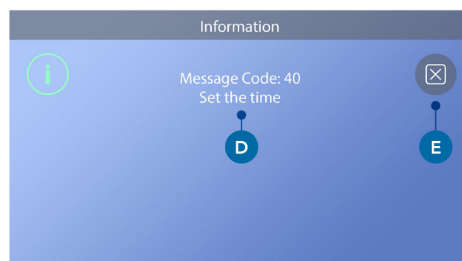 Information
i
Message Code: 40
Set the time
D
E